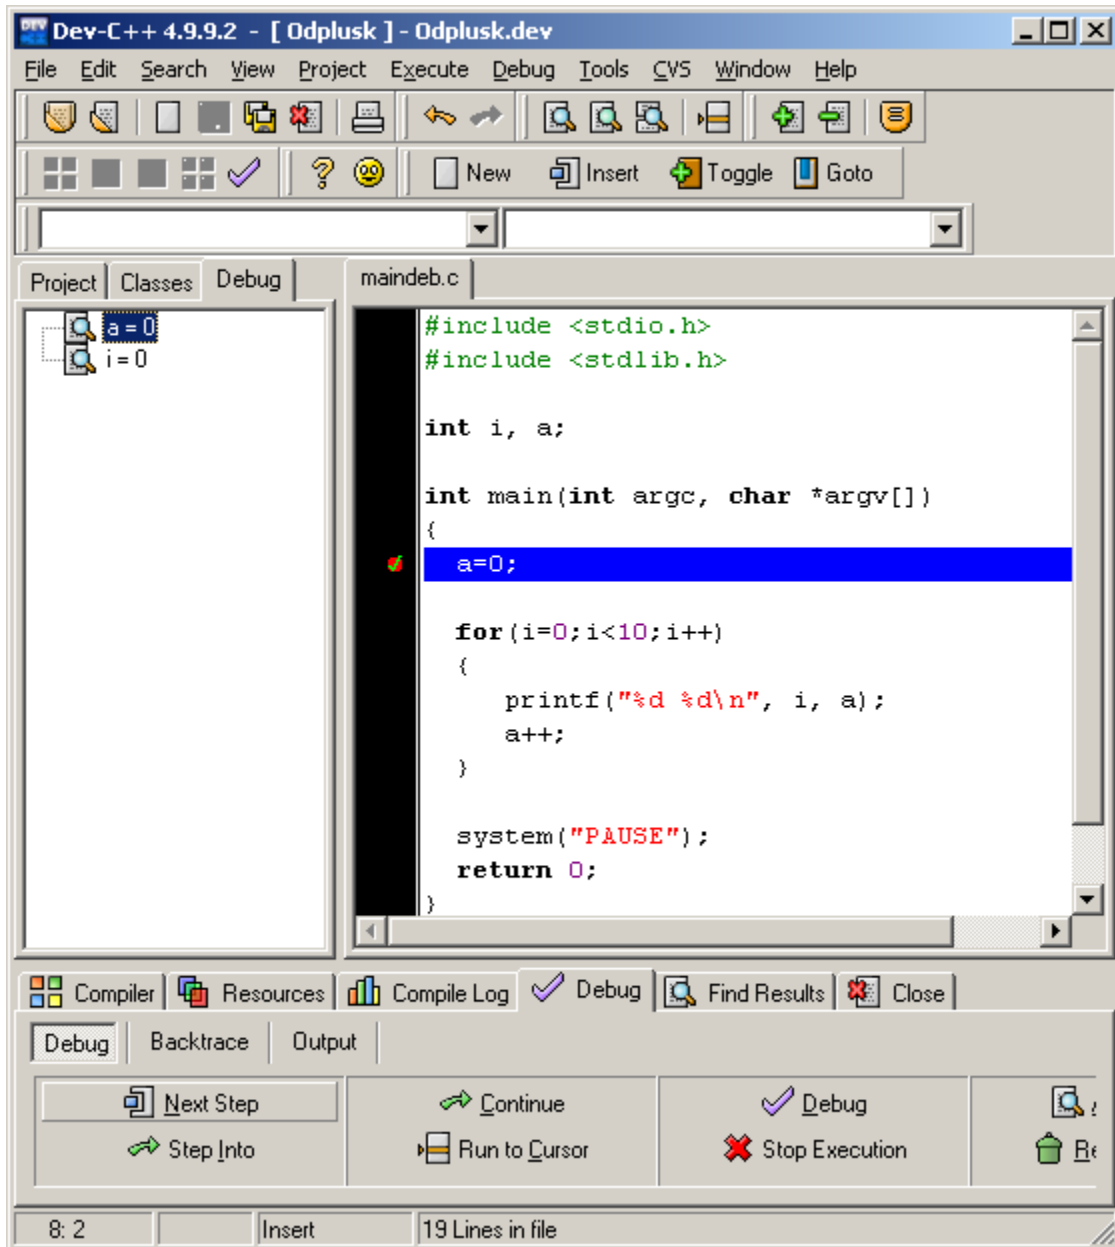 Dev-C++ 4.9.9.2 - [ Odplusk ] - Odplusk.dev
File Edit Search View Project Execute Debug Tools CVS Window Help
New Insert Toggle Goto
Project Classes Debug
maindeb.c
a = 0
i = 0
#include <stdio.h>
#include <stdlib.h>
int i, a;
int main(int argc, char *argv[])
{
a=0;
for(i=0;i<10;i++)
{
printf("%d %d\n", i, a);
a++;
}
system("PAUSE");
return 0;
}
Compiler Resources Compile Log Debug Find Results Close
Debug Backtrace Output
Next Step Continue Debug
Step Into Run to Cursor Stop Execution
8: 2 Insert 19 Lines in file